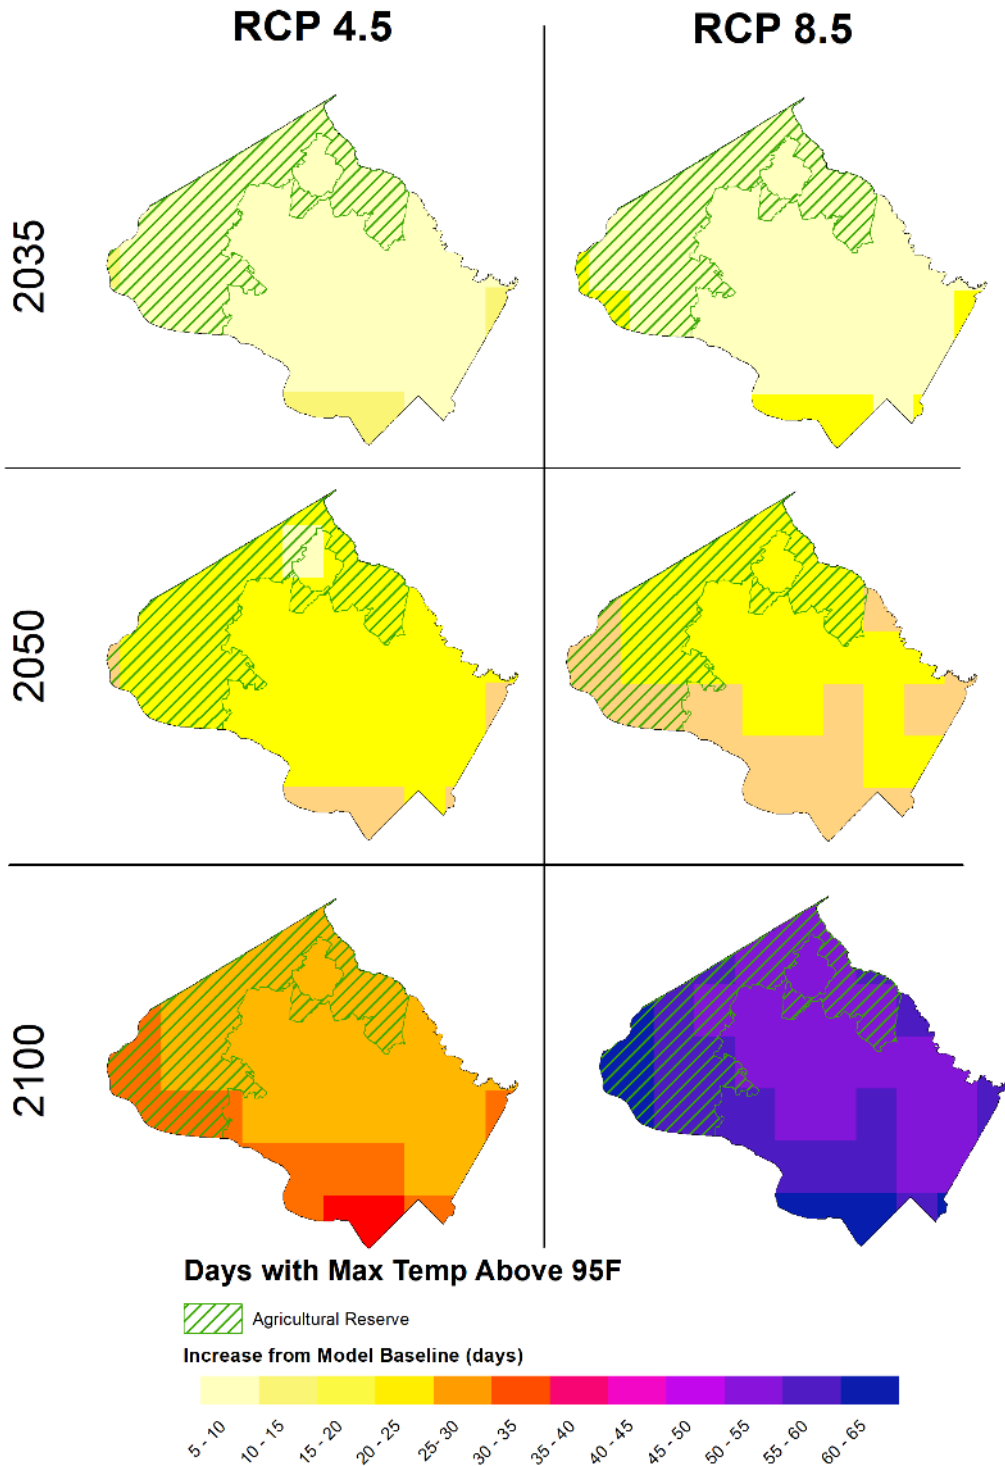 RCP 4.5
RCP 8.5
2035
2050
2100
Days with Max Temp Above 95F
Agricultural Reserve
Increase from Model Baseline (days)
5 - 10
10 - 15
15 - 20
20 - 25
25- 30
30 - 35
35 - 40
40 - 45
45 - 50
50 - 55
55 - 60
60 - 65